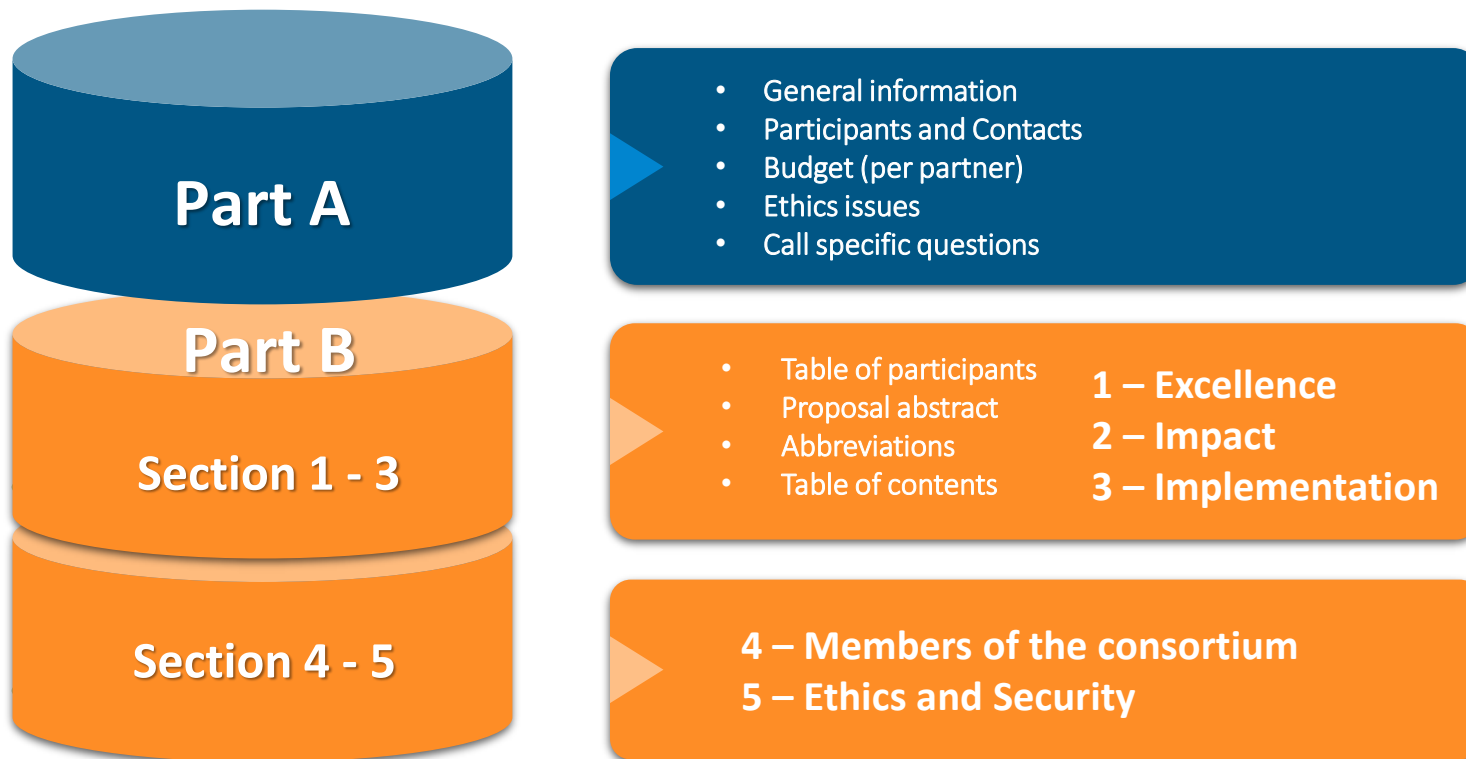 Part A
• General information
• Participants and Contacts
• Budget (per partner)
• Ethics issues
• Call specific questions
Part B
Section 1 - 3
• Table of participants
• Proposal abstract
• Abbreviations
• Table of contents
1 – Excellence
2 – Impact
3 – Implementation
Section 4 - 5
4 – Members of the consortium
5 – Ethics and Security